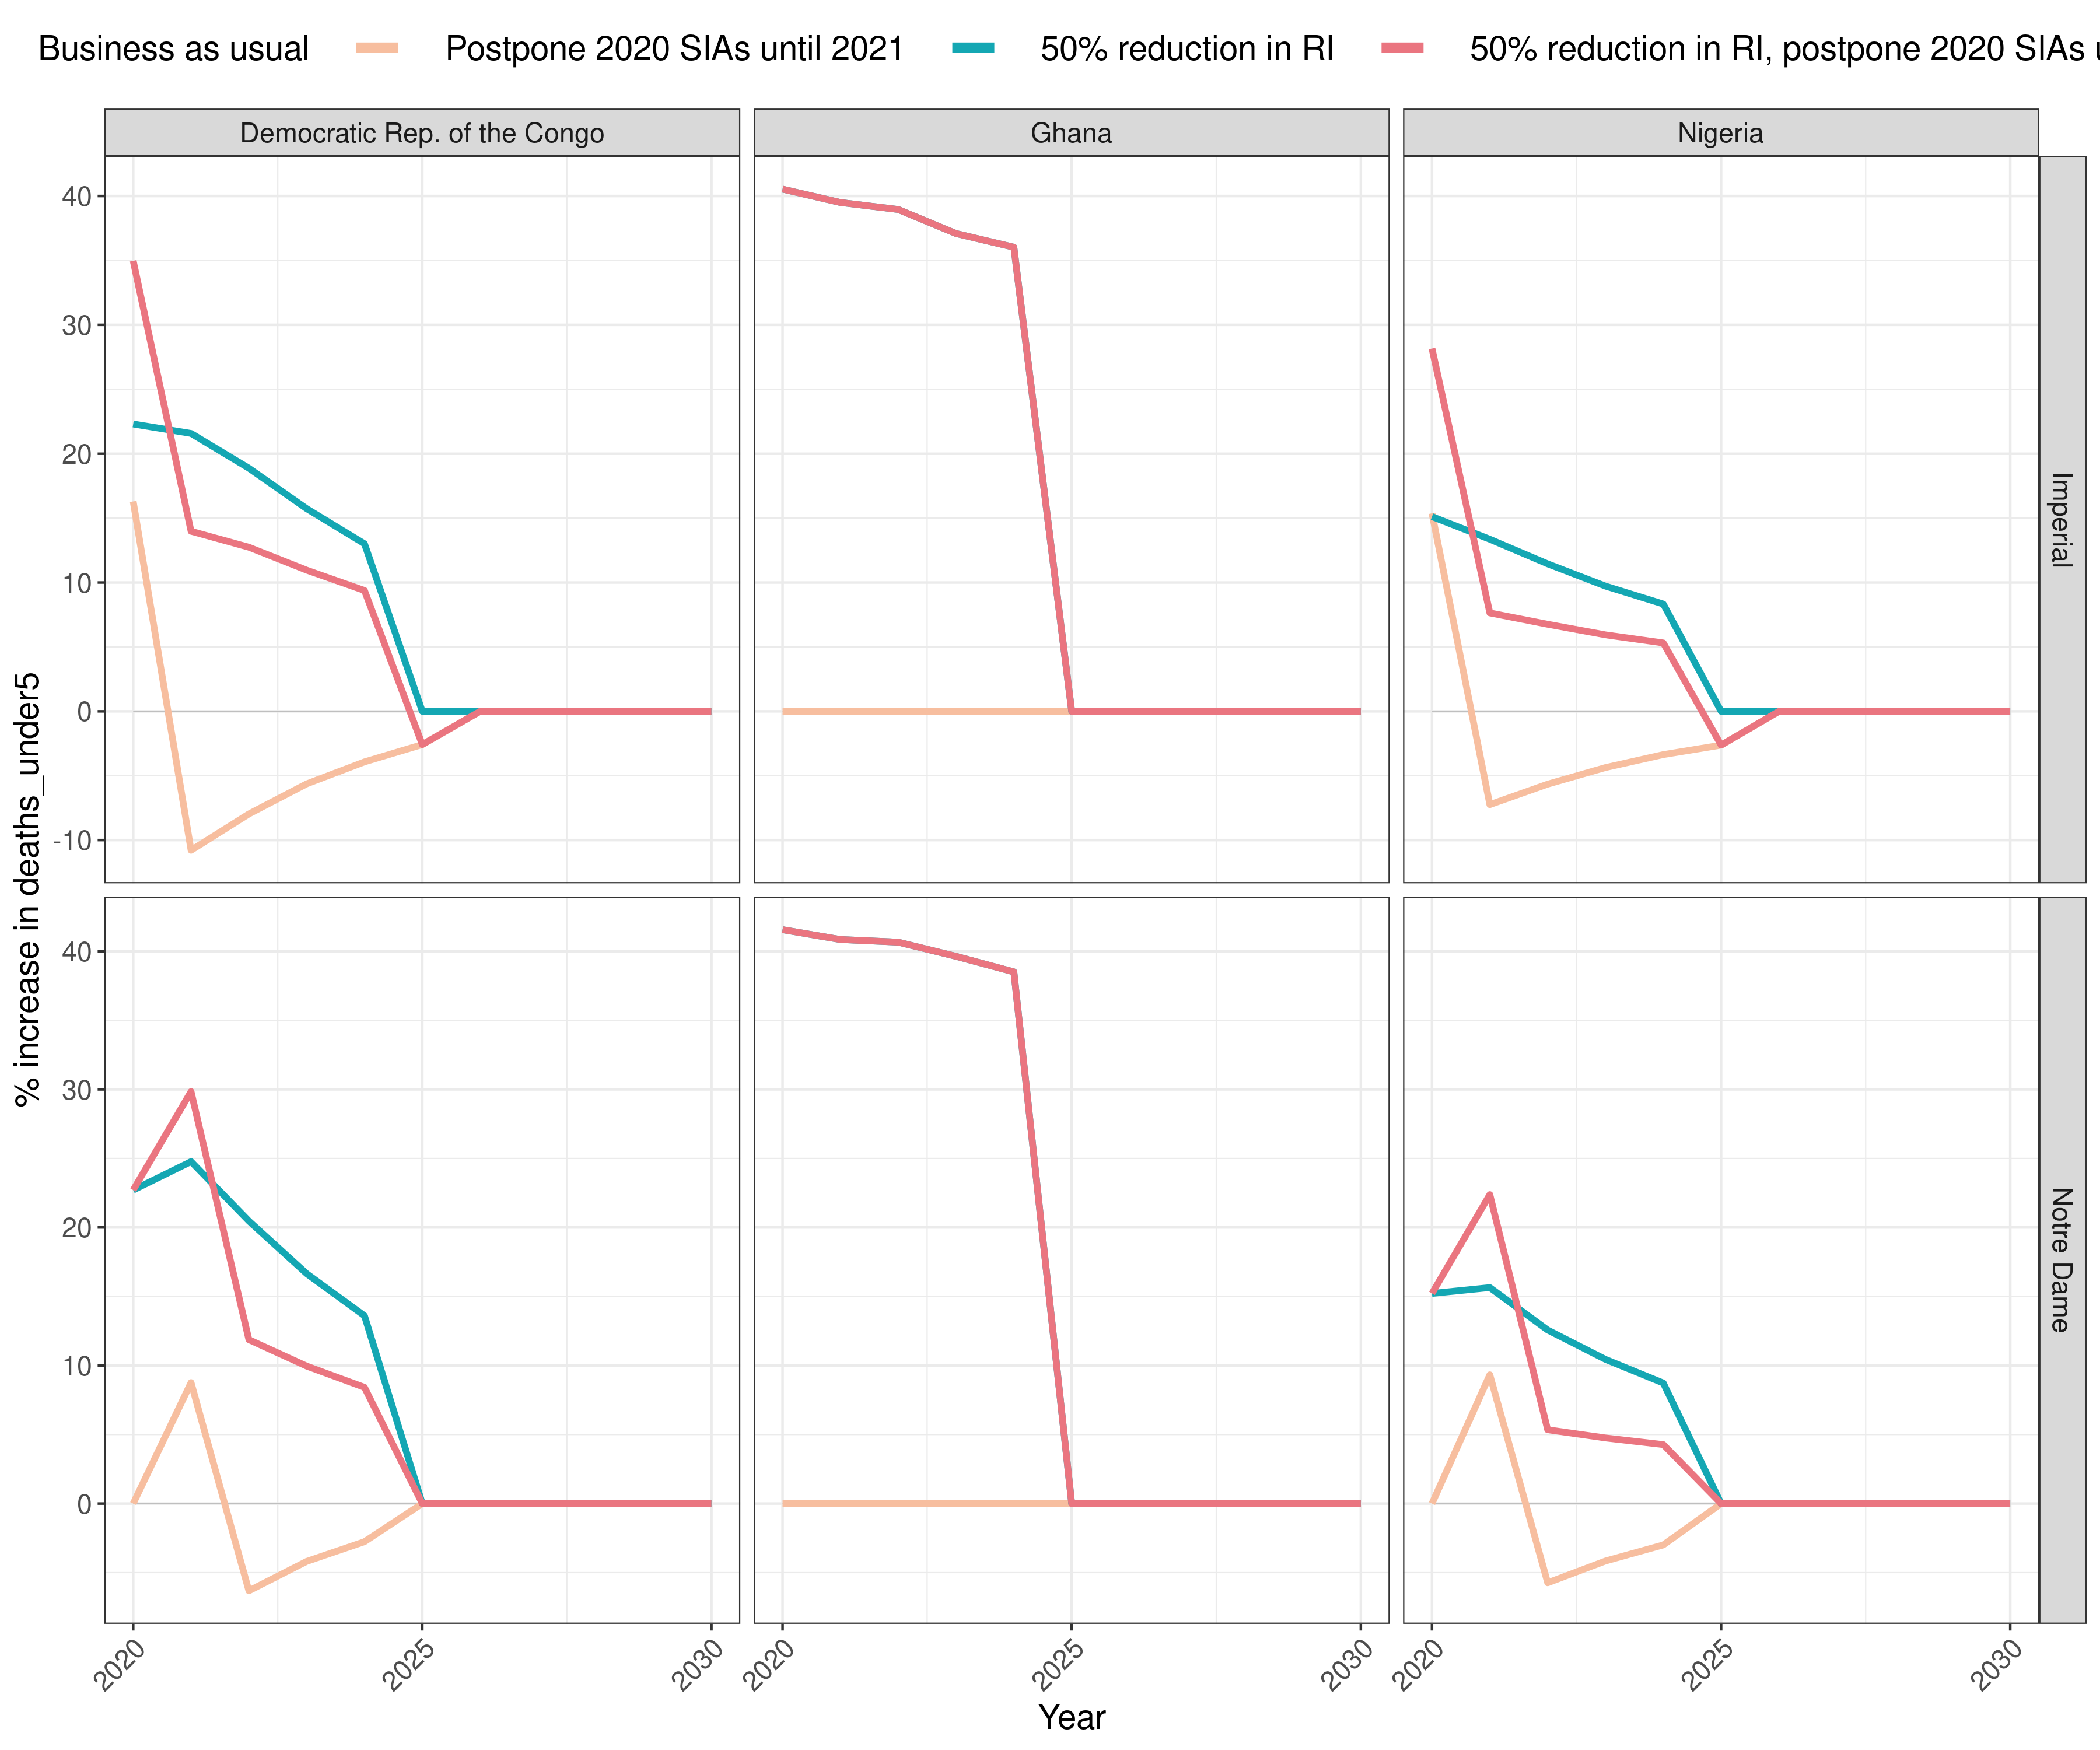 Business as usual Postpone 2020 SIAs until 2021 50% reduction in RI 50% reduction in RI, postpone 2020 SIAs
Democratic Rep. of the Congo Ghana Nigeria
40
30
20
10
0
-10
Imperial
% increase in deaths_under5
40
30
20
10
0
Notre Dame
2020 2025 2030 2020 2025 2030 2020 2025 2030
Year